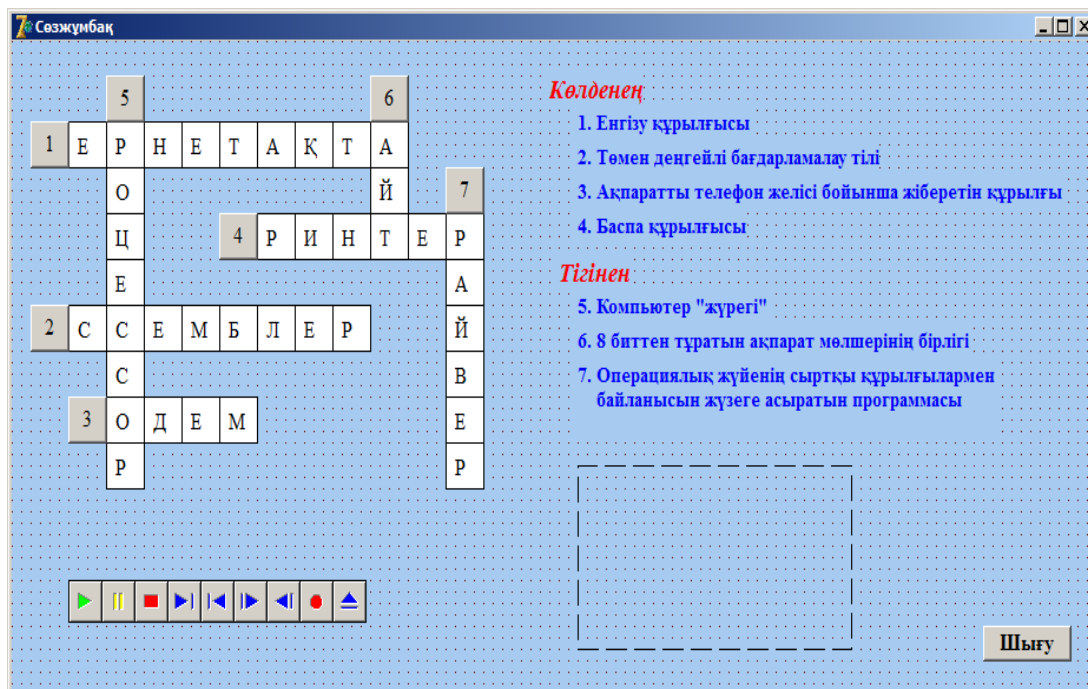 Сөзжұмбақ
5 6
1 Е Р Н Е Т А Қ Т А
О Й 7
Ц 4 Р И Н Т Е Р
Е А
2 С С Е М Б Л Е Р Й
С В
3 О Д Е М Е
Р Р
Көлденең
1. Енгізу құрылғысы
2. Төмен деңгейлі бағдарламалау тілі
3. Ақпаратты телефон желісі бойынша жіберетін құрылғы
4. Баспа құрылғысы
Тігінен
5. Компьютер "жүрегі"
6. 8 биттен тұратын ақпарат мөлшерінің бірлігі
7. Операциялық жүйенің сыртқы құрылғылармен
байланысын жүзеге асыратын программасы
Шығу